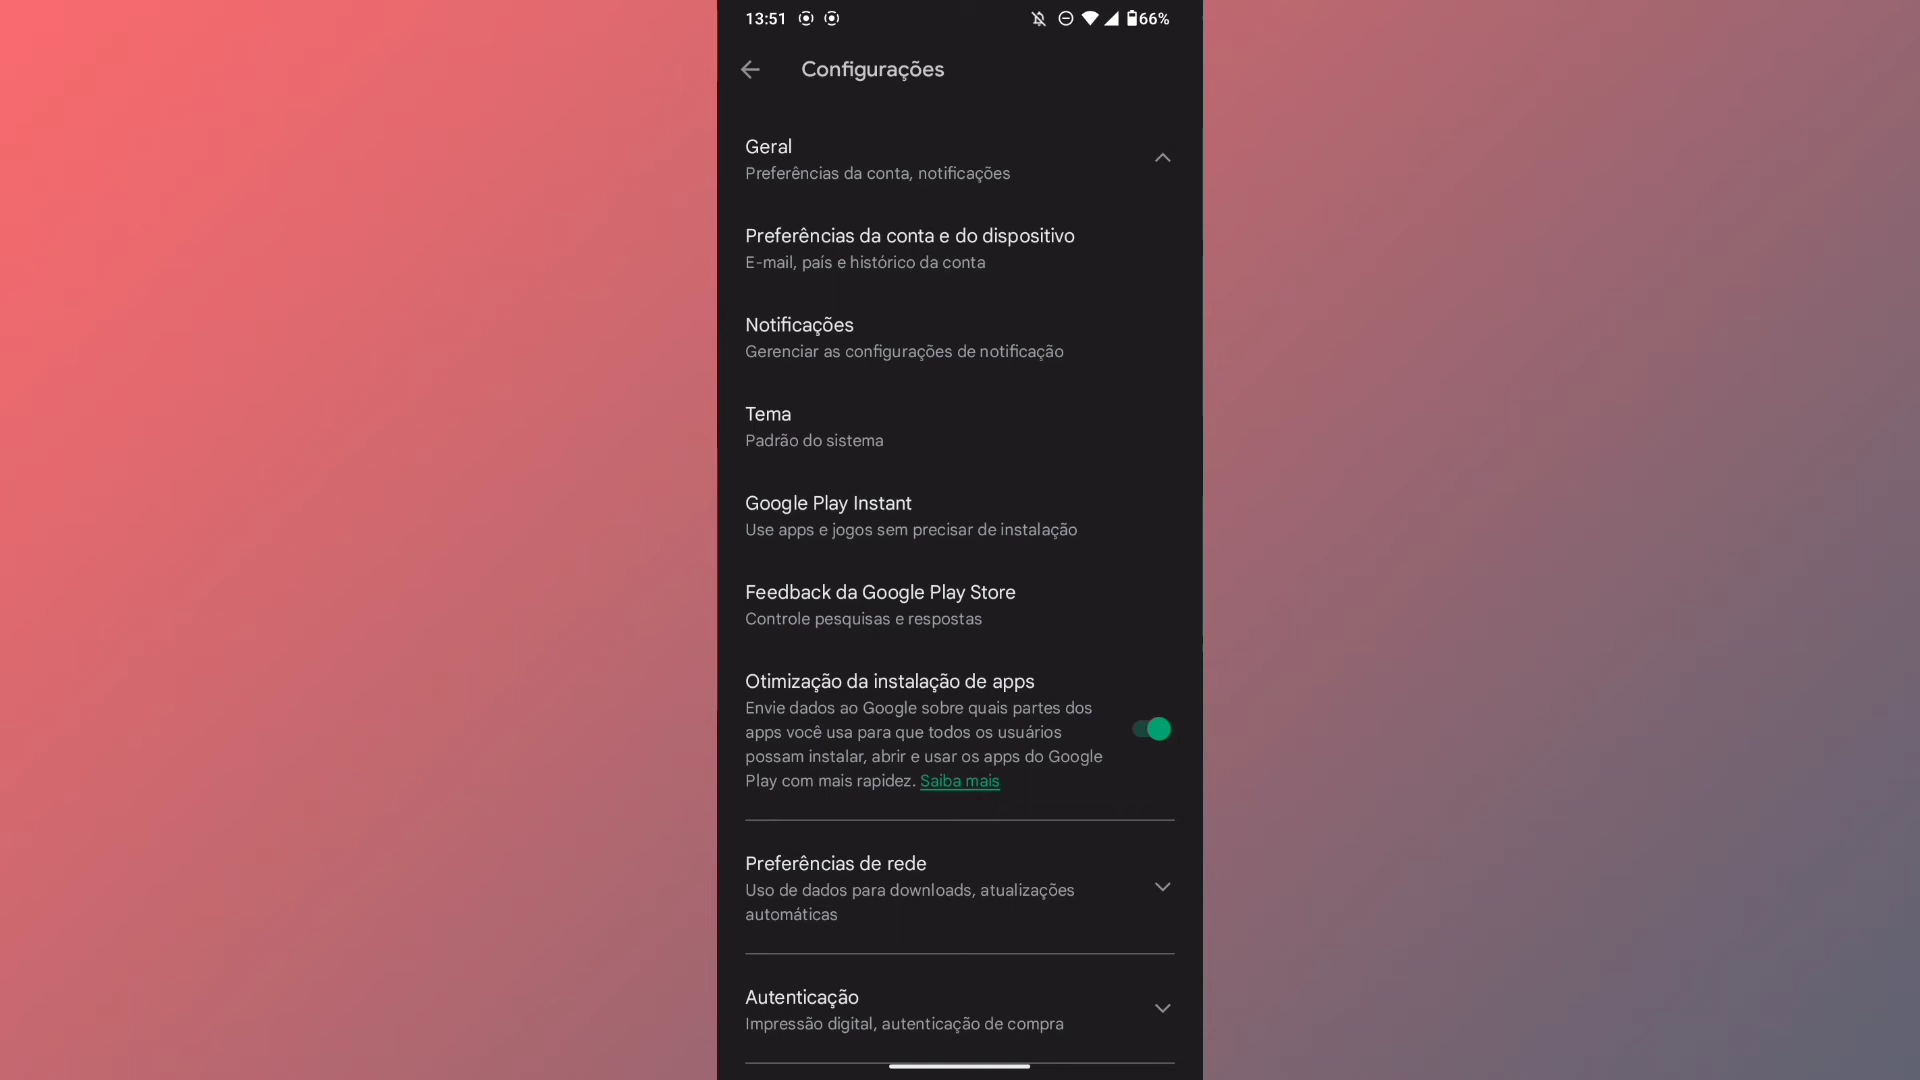 13:51
66%
Configurações
Geral
Preferências da conta, notificações
Preferências da conta e do dispositivo
E-mail, país e histórico da conta
Notificações
Gerenciar as configurações de notificação
Tema
Padrão do sistema
Google Play Instant
Use apps e jogos sem precisar de instalação
Feedback da Google Play Store
Controle pesquisas e respostas
Otimização da instalação de apps
Envie dados ao Google sobre quais partes dos
apps você usa para que todos os usuários
possam instalar, abrir e usar os apps do Google
Play com mais rapidez. Saiba mais
Preferências de rede
Uso de dados para downloads, atualizações
automáticas
Autenticação
Impressão digital, autenticação de compra